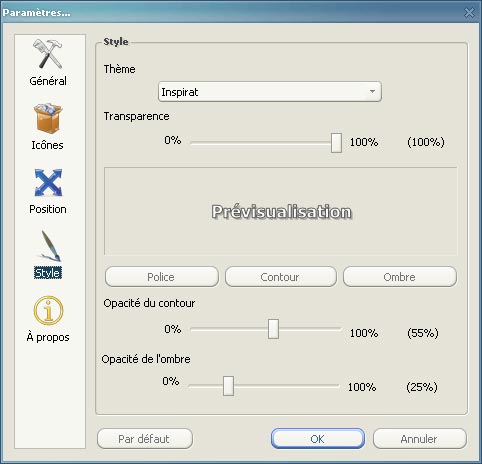 Paramètres...
Général
Icônes
Position
Style
À propos
Style
Thème
Inspirat
Transparence
0% 100% (100%)
Prévisualisation
Police Contour Ombre
Opacité du contour
0% 100% (55%)
Opacité de l'ombre
0% 100% (25%)
Par défaut OK Annuler